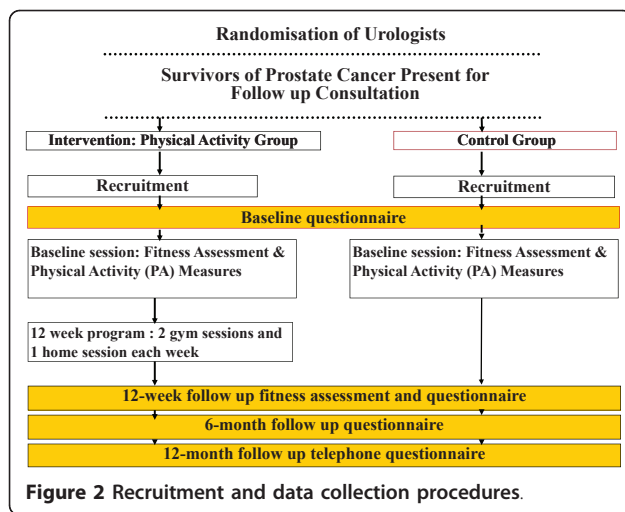 Randomisation of Urologists
Survivors of Prostate Cancer Present for
Follow up Consultation
Intervention: Physical Activity Group
Control Group
Recruitment
Recruitment
Baseline questionnaire
Baseline session: Fitness Assessment &
Physical Activity (PA) Measures
Baseline session: Fitness Assessment &
Physical Activity (PA) Measures
12 week program : 2 gym sessions and
1 home session each week
12-week follow up fitness assessment and questionnaire
6-month follow up questionnaire
12-month follow up telephone questionnaire
Figure 2 Recruitment and data collection procedures.